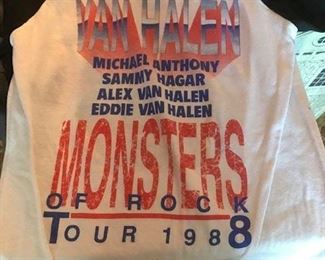 VAN HALEN
MICHAEL ANTHONY
SAMMY HAGAR
ALEX VAN HALEN
EDDIE VAN HALEN
MONSTERS
OF ROCK
TOUR 1988